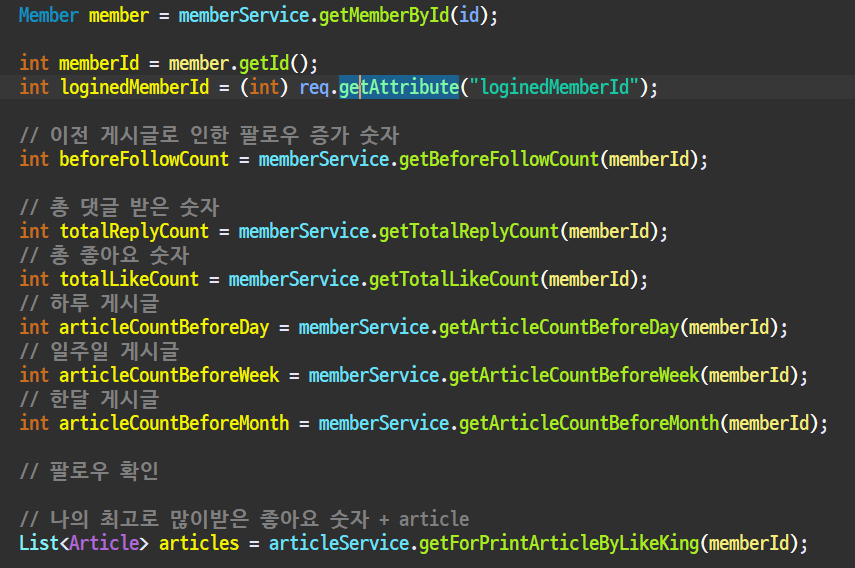 Member member = memberService.getMemberById(id);
int memberId = member.getId();
int loginedMemberId = (int) req.getAttribute("loginedMemberId");
// 이전 게시글로 인한 팔로우 증가 숫자
int beforeFollowCount = memberService.getBeforeFollowCount(memberId);
// 총 댓글 받은 숫자
int totalReplyCount = memberService.getTotalReplyCount(memberId);
// 총 좋아요 숫자
int totalLikeCount = memberService.getTotalLikeCount(memberId);
// 하루 게시글
int articleCountBeforeDay = memberService.getArticleCountBeforeDay(memberId);
// 일주일 게시글
int articleCountBeforeWeek = memberService.getArticleCountBeforeWeek(memberId);
// 한달 게시글
int articleCountBeforeMonth = memberService.getArticleCountBeforeMonth(memberId);
// 팔로우 확인
// 나의 최고로 많이받은 좋아요 숫자 + article
List<Article> articles = articleService.getForPrintArticleByLikeKing(memberId);